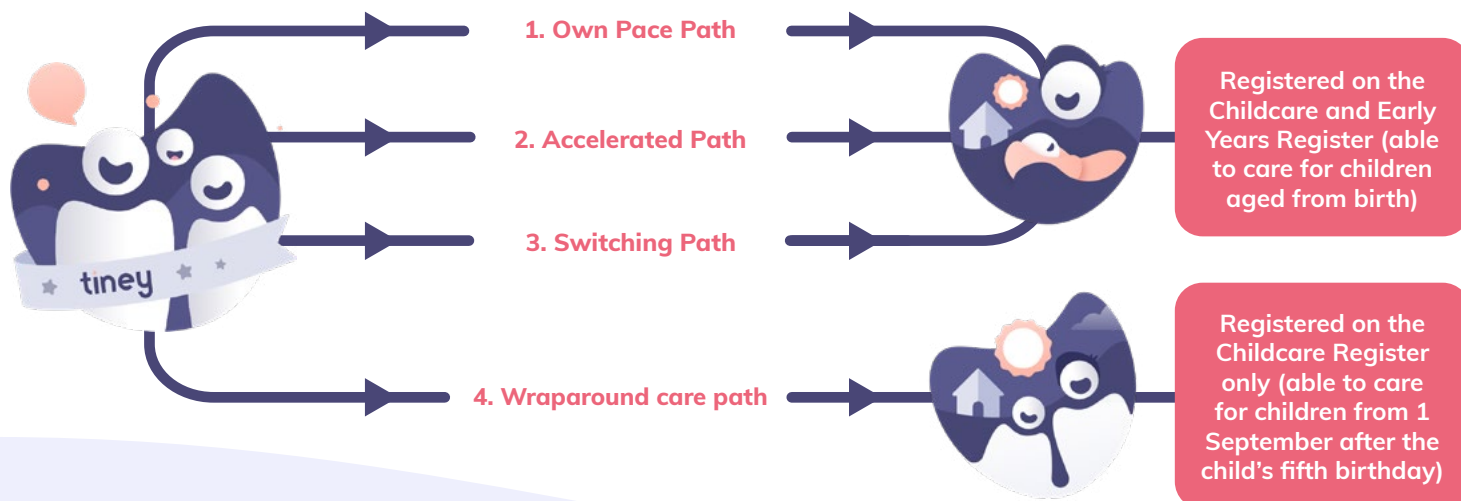 1. Own Pace Path
2. Accelerated Path
3. Switching Path
4. Wraparound care path
tiney
Registered on the
Childcare and Early
Years Register (able
to care for children
aged from birth)
Registered on the
Childcare Register
only (able to care
for children from 1
September after the
child's fifth birthday)